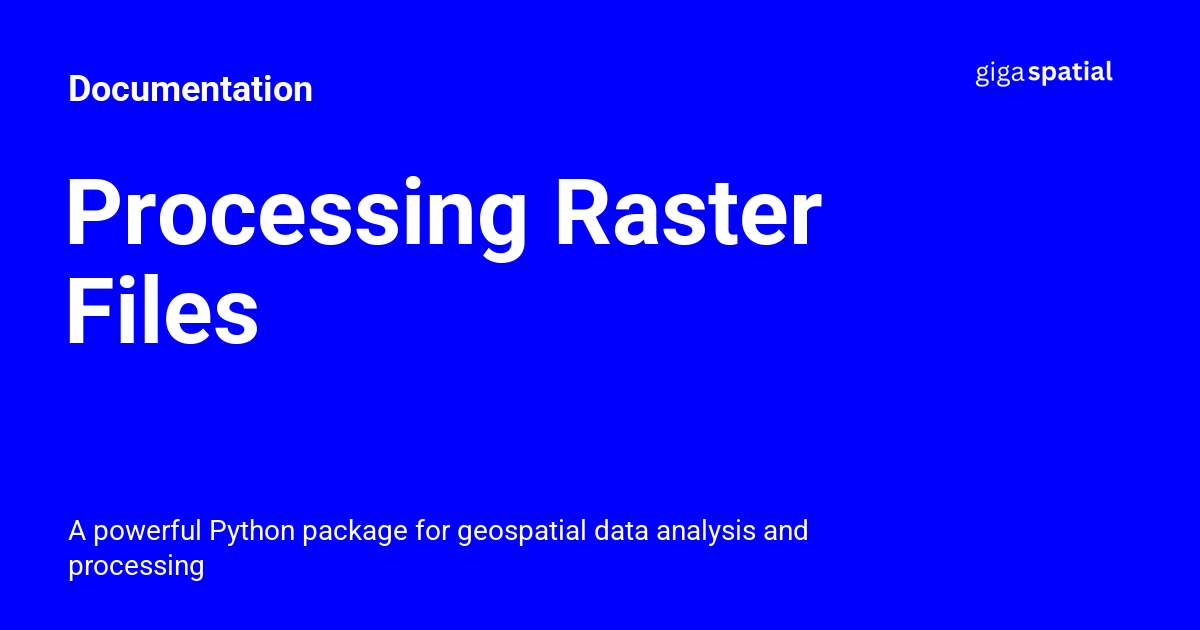 Documentation
gigaspatial
Processing Raster
Files
A powerful Python package for geospatial data analysis and
processing